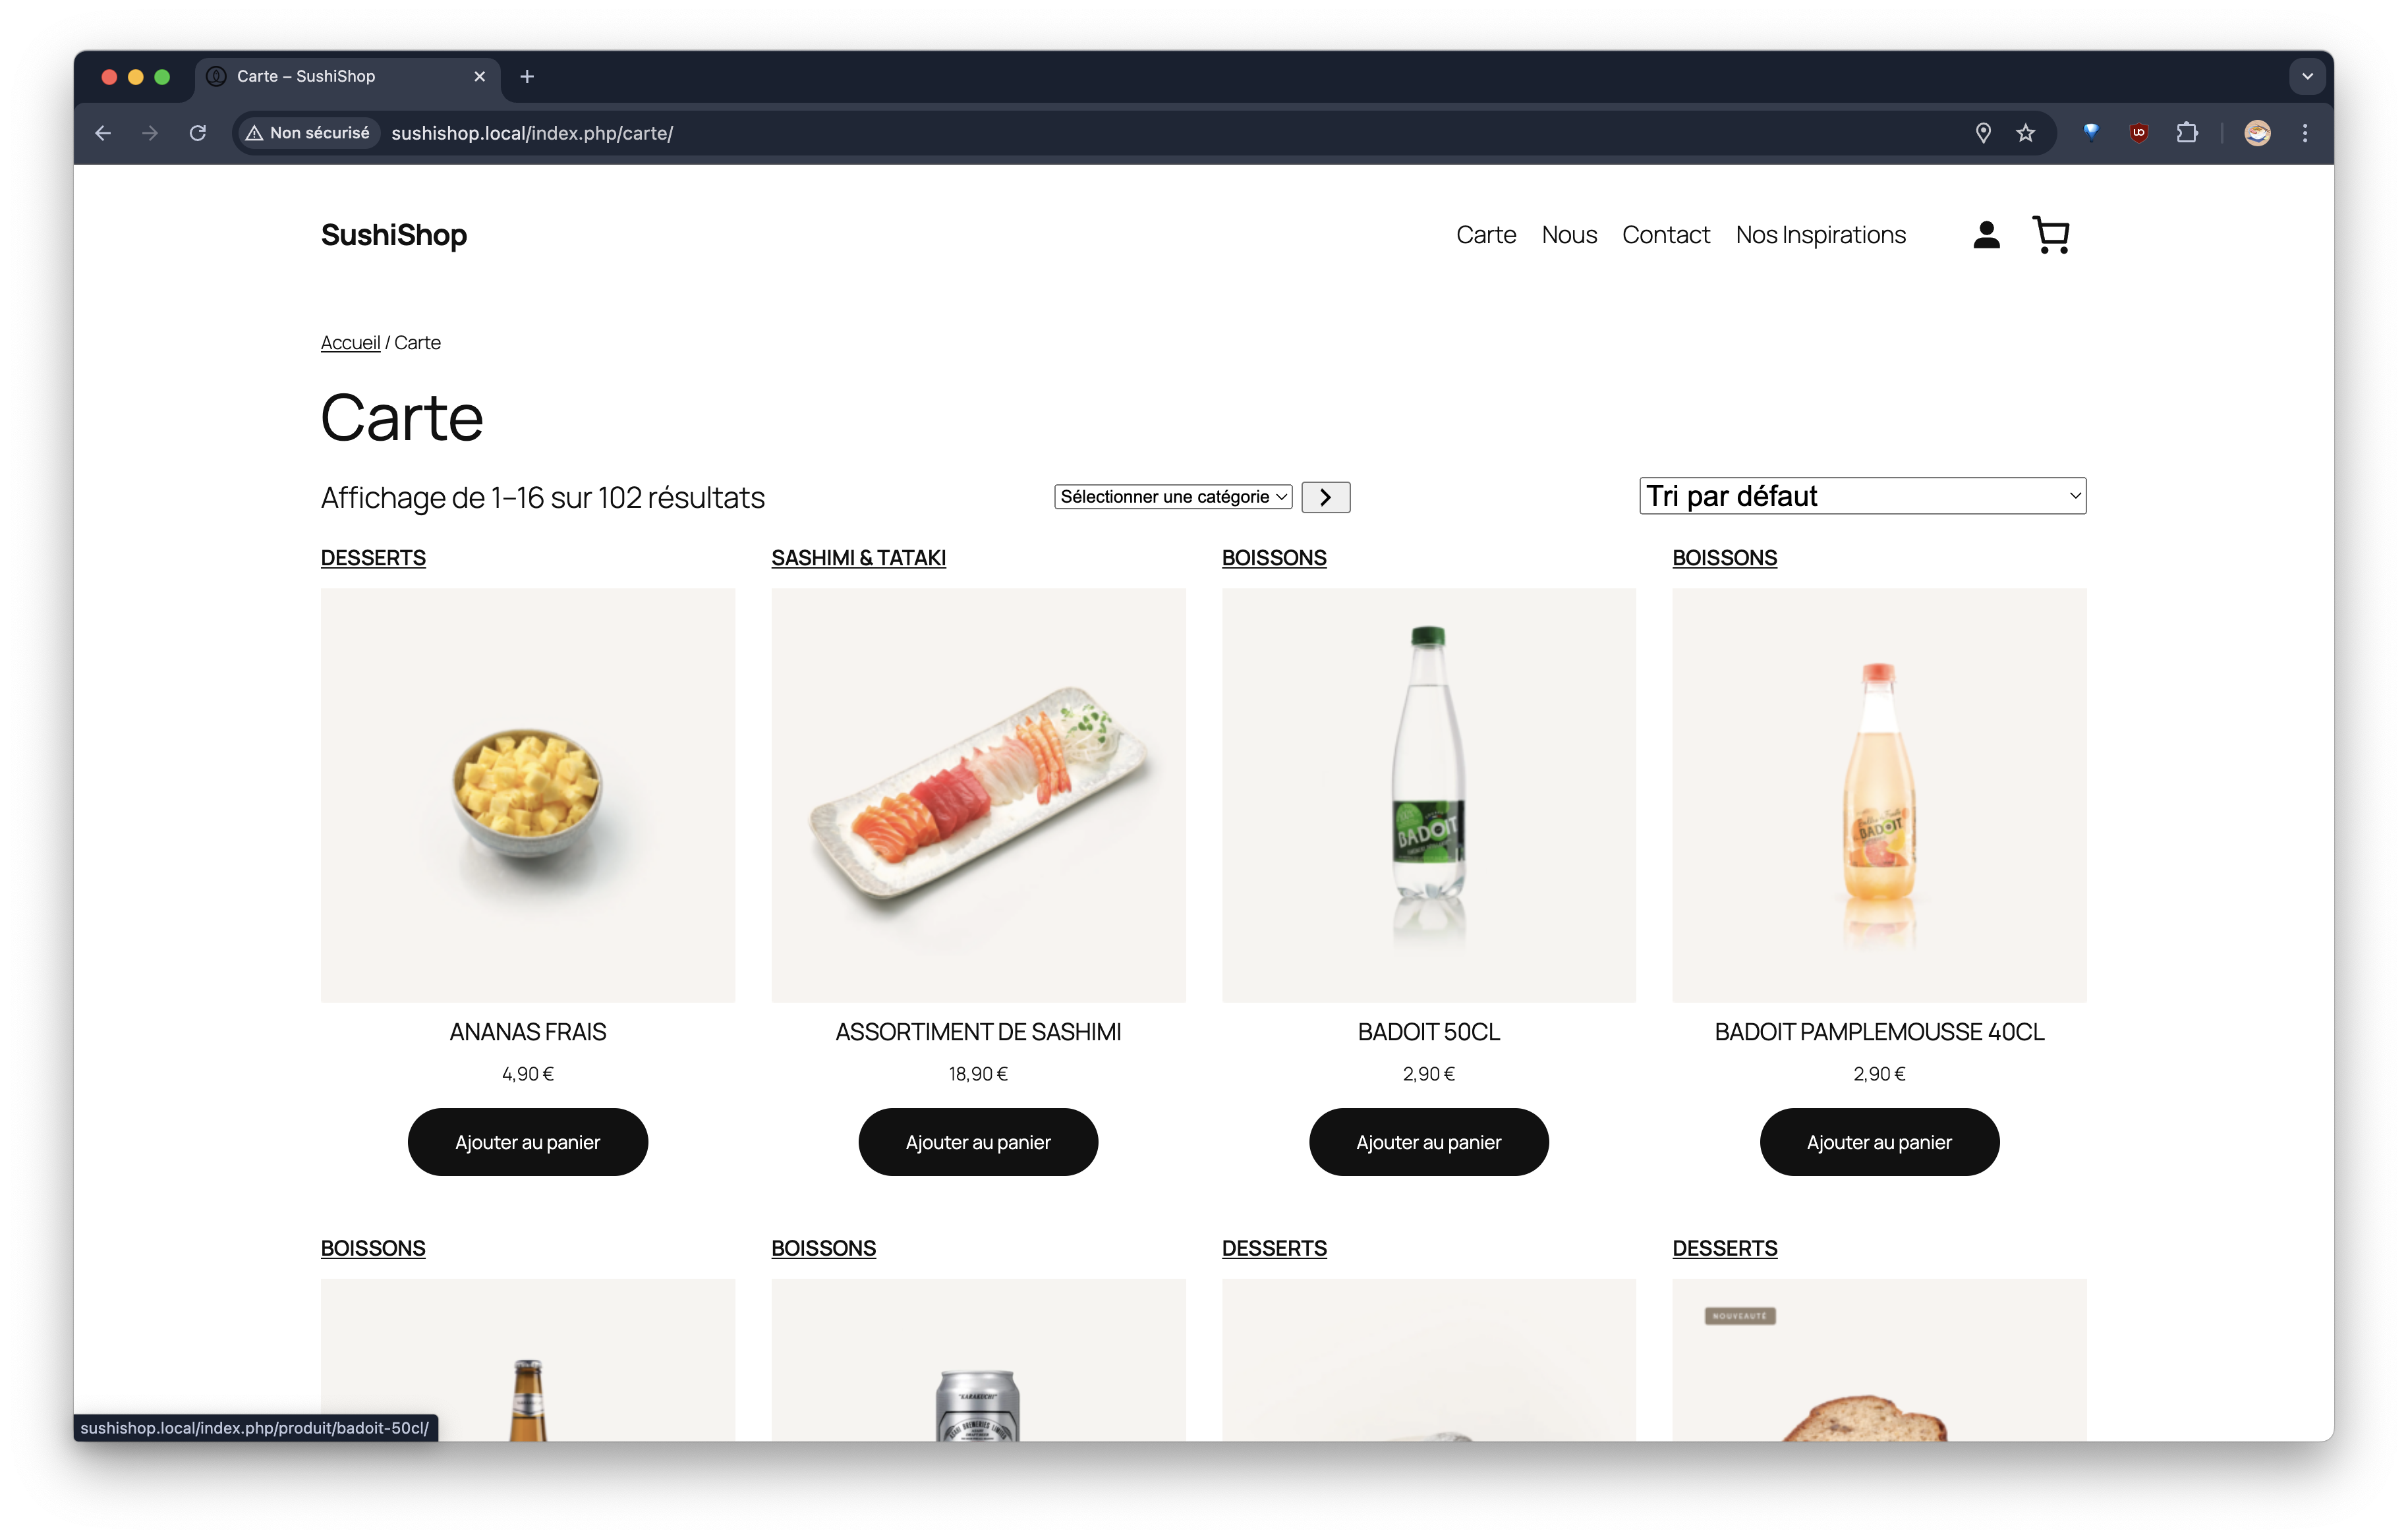 Carte – SushiShop
Non sécurisé
sushishop.local/index.php/carte/
SushiShop
Carte Nous Contact Nos Inspirations
Accueil / Carte
Carte
Affichage de 1–16 sur 102 résultats
Sélectionner une catégorie
Tri par défaut
DESSERTS SASHIMI & TATAKI BOISSONS BOISSONS
BADOIT
BADOIT
ANANAS FRAIS ASSORTIMENT DE SASHIMI BADOIT 50CL BADOIT PAMPLEMOUSSE 40CL
4,90 € 18,90 € 2,90 € 2,90 €
Ajouter au panier Ajouter au panier Ajouter au panier Ajouter au panier
BOISSONS BOISSONS DESSERTS DESSERTS
NOUVEAUTÉ
"KARAKUCHI"
sushishop.local/index.php/produit/badoit-50cl/